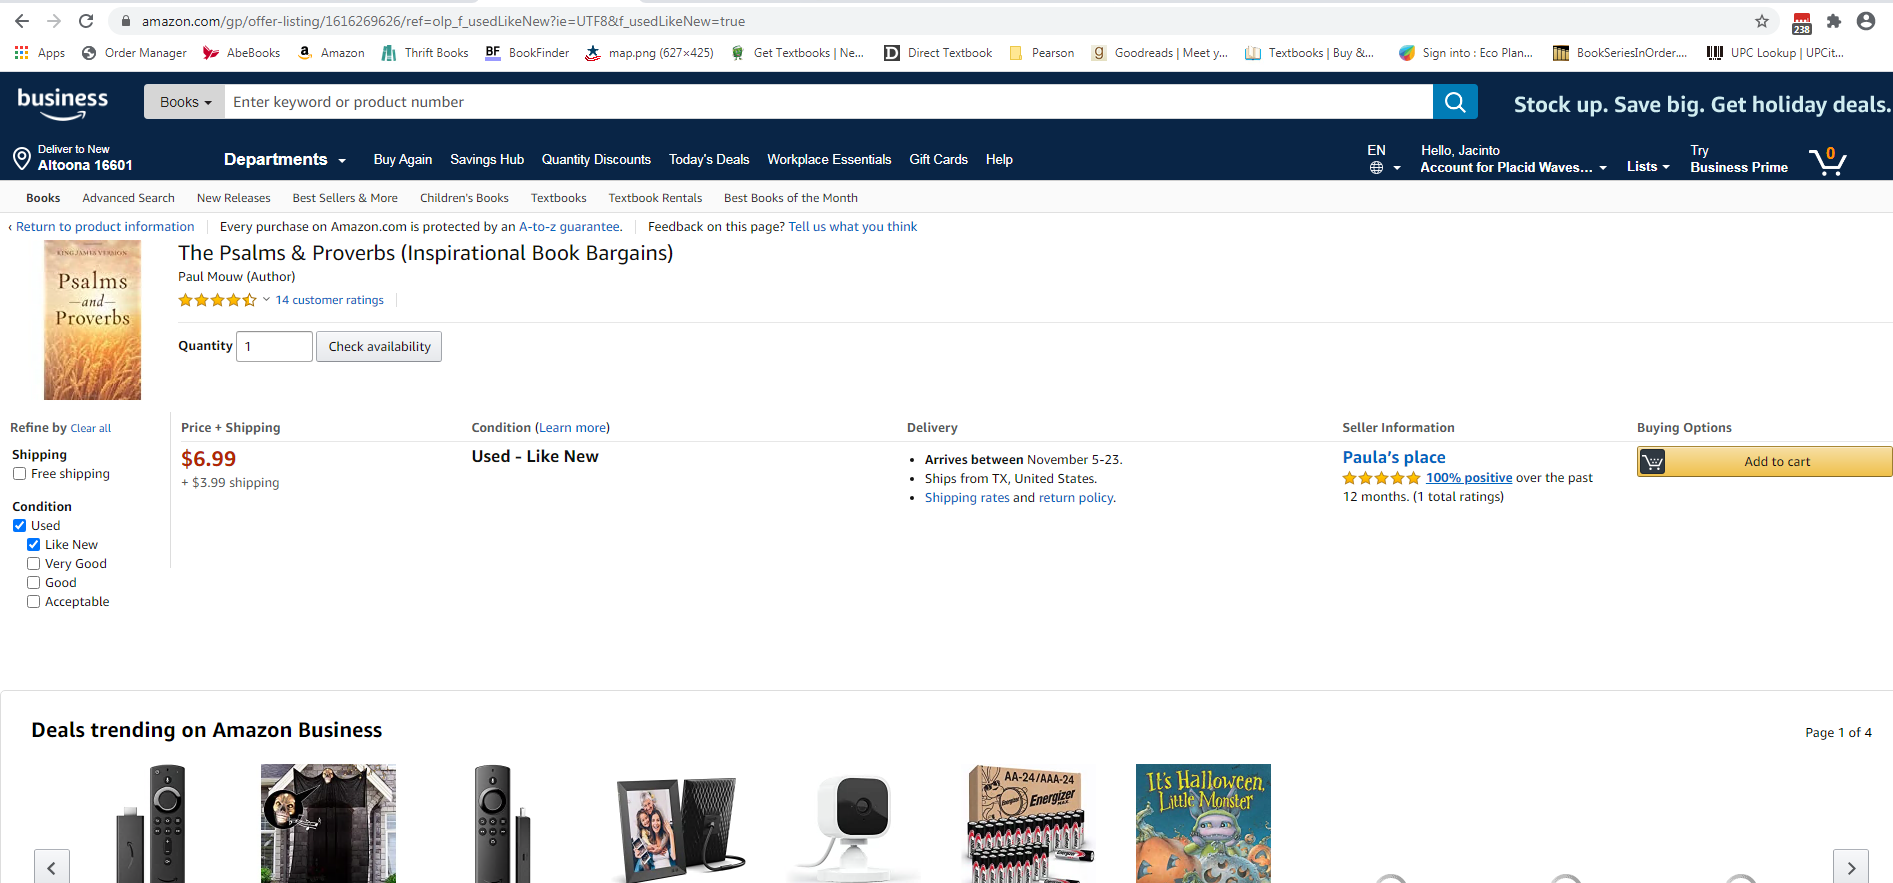 amazon.com/gp/offer-listing/1616269626/ref=olp_f_usedLikeNew?ie=UTF8&f_usedLikeNew=true
238
Apps Order Manager AbeBooks Amazon Thrift Books BF BookFinder map.png (627×425) Get Textbooks | Ne... Direct Textbook Pearson Goodreads | Meet y... Textbooks | Buy &... Sign into : Eco Plan... BookSeriesInOrder.... UPC Lookup | UPCit...
business Books Enter keyword or product number Stock up. Save big. Get holiday deals.
Deliver to New
Altoona 16601
Departments Buy Again Savings Hub Quantity Discounts Today's Deals Workplace Essentials Gift Cards Help
EN Hello, Jacinto Try 0
Account for Placid Waves... Lists Business Prime
Books Advanced Search New Releases Best Sellers & More Children's Books Textbooks Textbook Rentals Best Books of the Month
‹ Return to product information Every purchase on Amazon.com is protected by an A-to-z guarantee. Feedback on this page? Tell us what you think
KING JAMES VERSION
Psalms
—and—
Proverbs
The Psalms & Proverbs (Inspirational Book Bargains)
Paul Mouw (Author)
14 customer ratings
Quantity 1 Check availability
Refine by Clear all
Shipping
Free shipping
Condition
Used
Like New
Very Good
Good
Acceptable
Price + Shipping Condition (Learn more) Delivery Seller Information Buying Options
$6.99
+ $3.99 shipping
Used - Like New
• Arrives between November 5-23.
• Ships from TX, United States.
• Shipping rates and return policy.
Paula's place
100% positive over the past
12 months. (1 total ratings)
Add to cart
Deals trending on Amazon Business Page 1 of 4
AA-24/AAA-24
Energizer
MAX
It's Halloween,
Little Monster